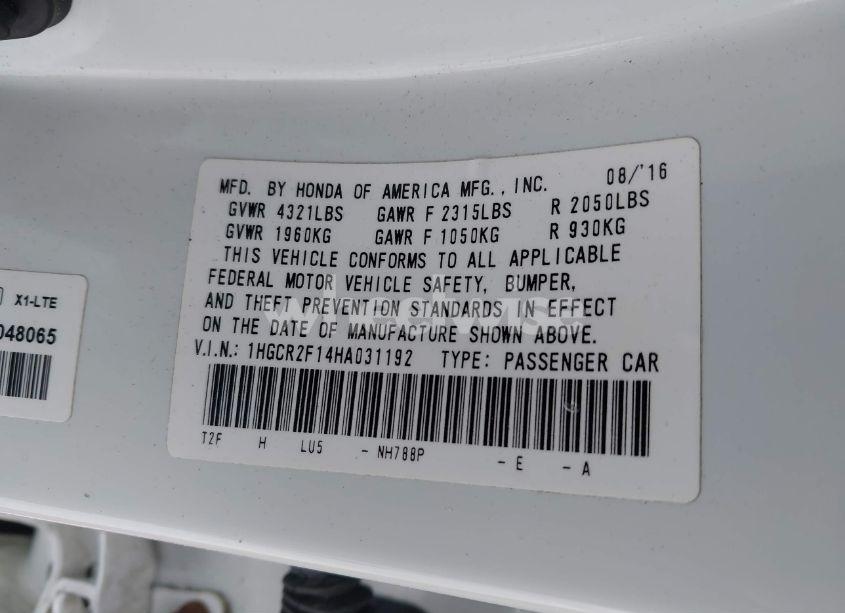 MFD. BY HONDA OF AMERICA MFG., INC. 08/'16
GVWR 4321LBS GAWR F 2315LBS R 2050LBS
GVWR 1960KG GAWR F 1050KG R 930KG
THIS VEHICLE CONFORMS TO ALL APPLICABLE
FEDERAL MOTOR VEHICLE SAFETY, BUMPER,
AND THEFT PREVENTION STANDARDS IN EFFECT
ON THE DATE OF MANUFACTURE SHOWN ABOVE.
V.I.N.: 1HGCR2F14HA031192 TYPE: PASSENGER CAR
T2F H LU5 - NH788P - E - A
X1-LTE
048065